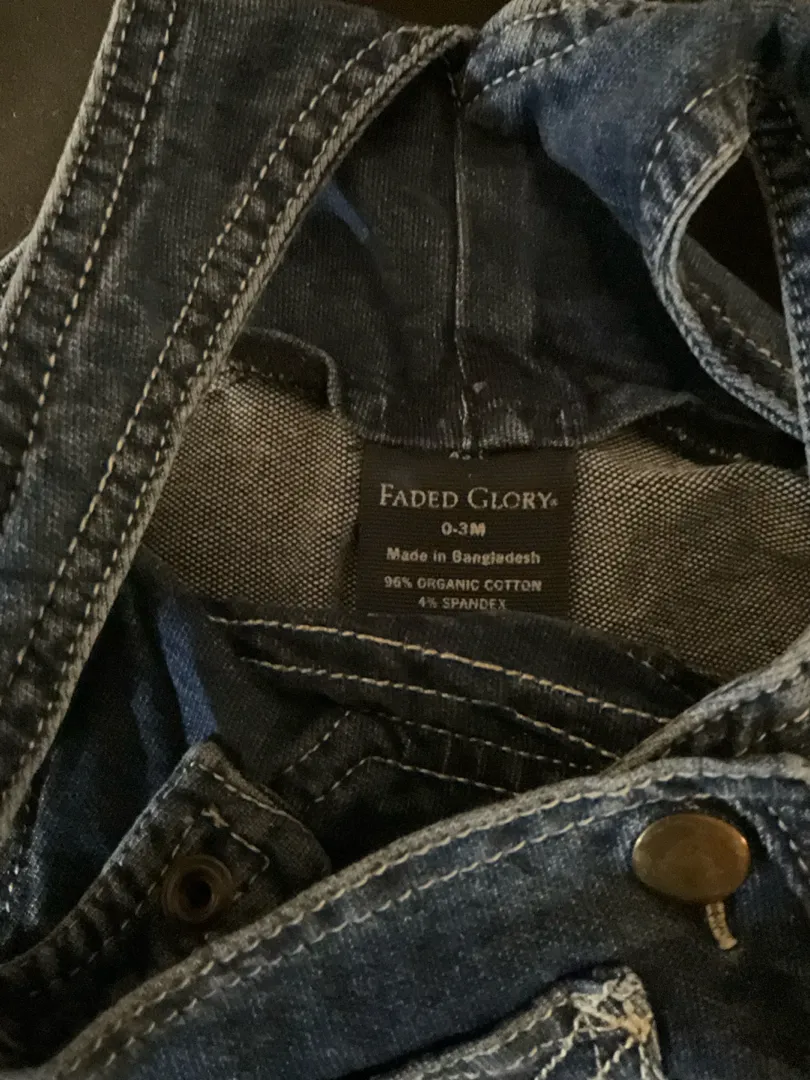 FADED GLORY®
0-3M
Made in Bangladesh
96% ORGANIC COTTON
4% SPANDEX